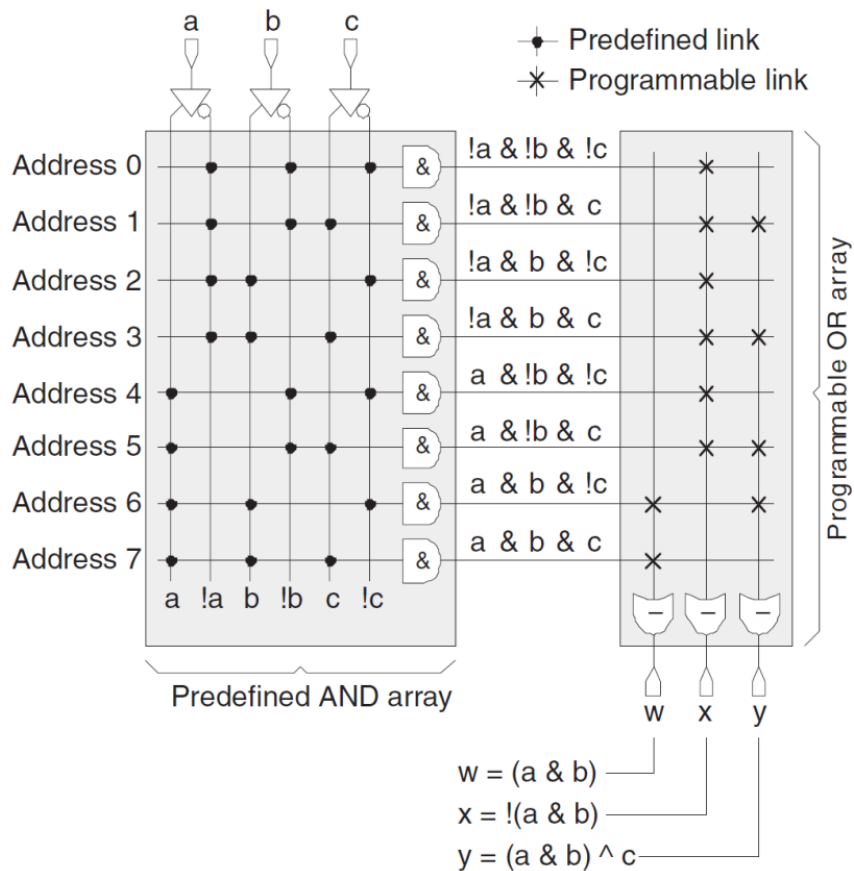 a b c
Predefined link
Programmable link
Address 0 & !a & !b & !c
Address 1 & !a & !b & c
Address 2 & !a & b & !c
Address 3 & !a & b & c
Address 4 & a & !b & !c
Address 5 & a & !b & c
Address 6 & a & b & !c
Address 7 & a & b & c
a !a b !b c !c
Predefined AND array
Programmable OR array
w x y
w = (a & b)
x = !(a & b)
y = (a & b) ^ c